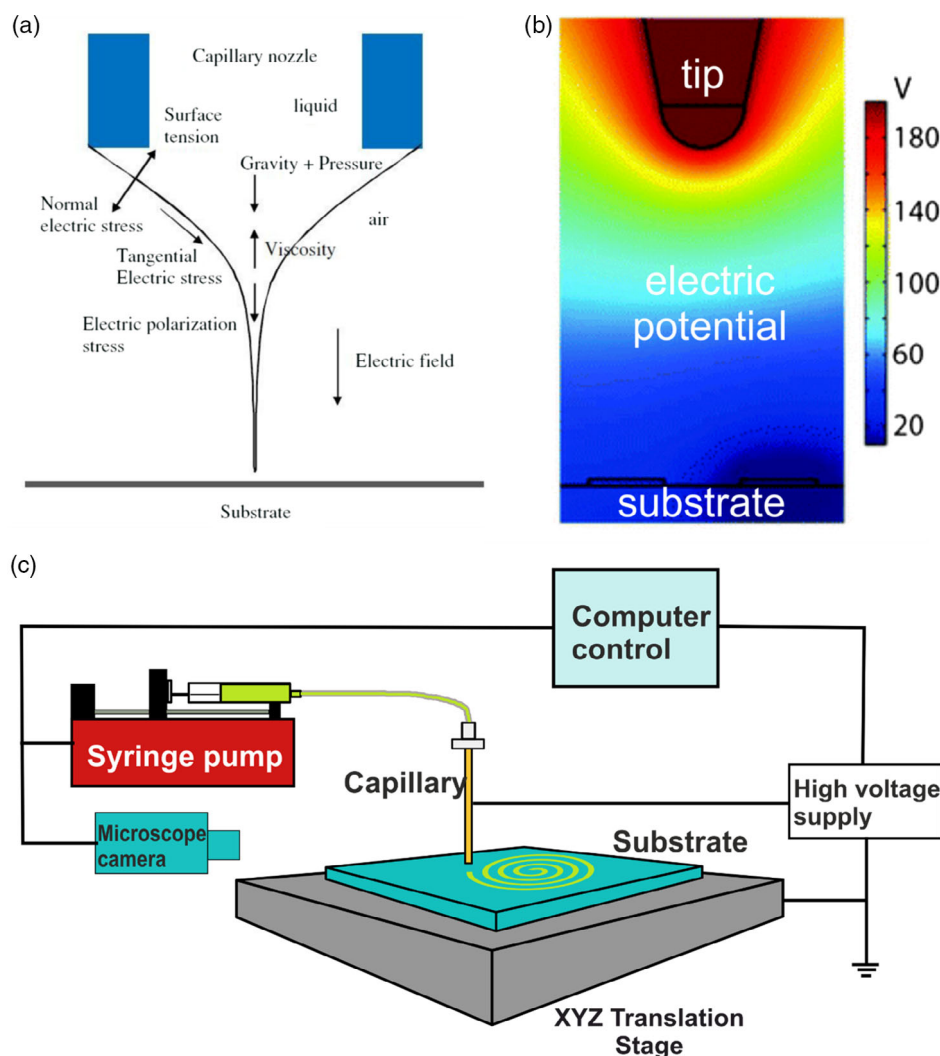 (a)
Capillary nozzle
liquid
Surface
tension
Gravity + Pressure
Normal
electric stress
air
Tangential
Electric stress
Viscosity
Electric polarization
stress
Electric field
Substrate
(b)
tip
V
180
140
100
60
20
electric
potential
substrate
(c)
Computer
control
Syringe pump
Capillary
High voltage
supply
Microscope
camera
Substrate
XYZ Translation
Stage